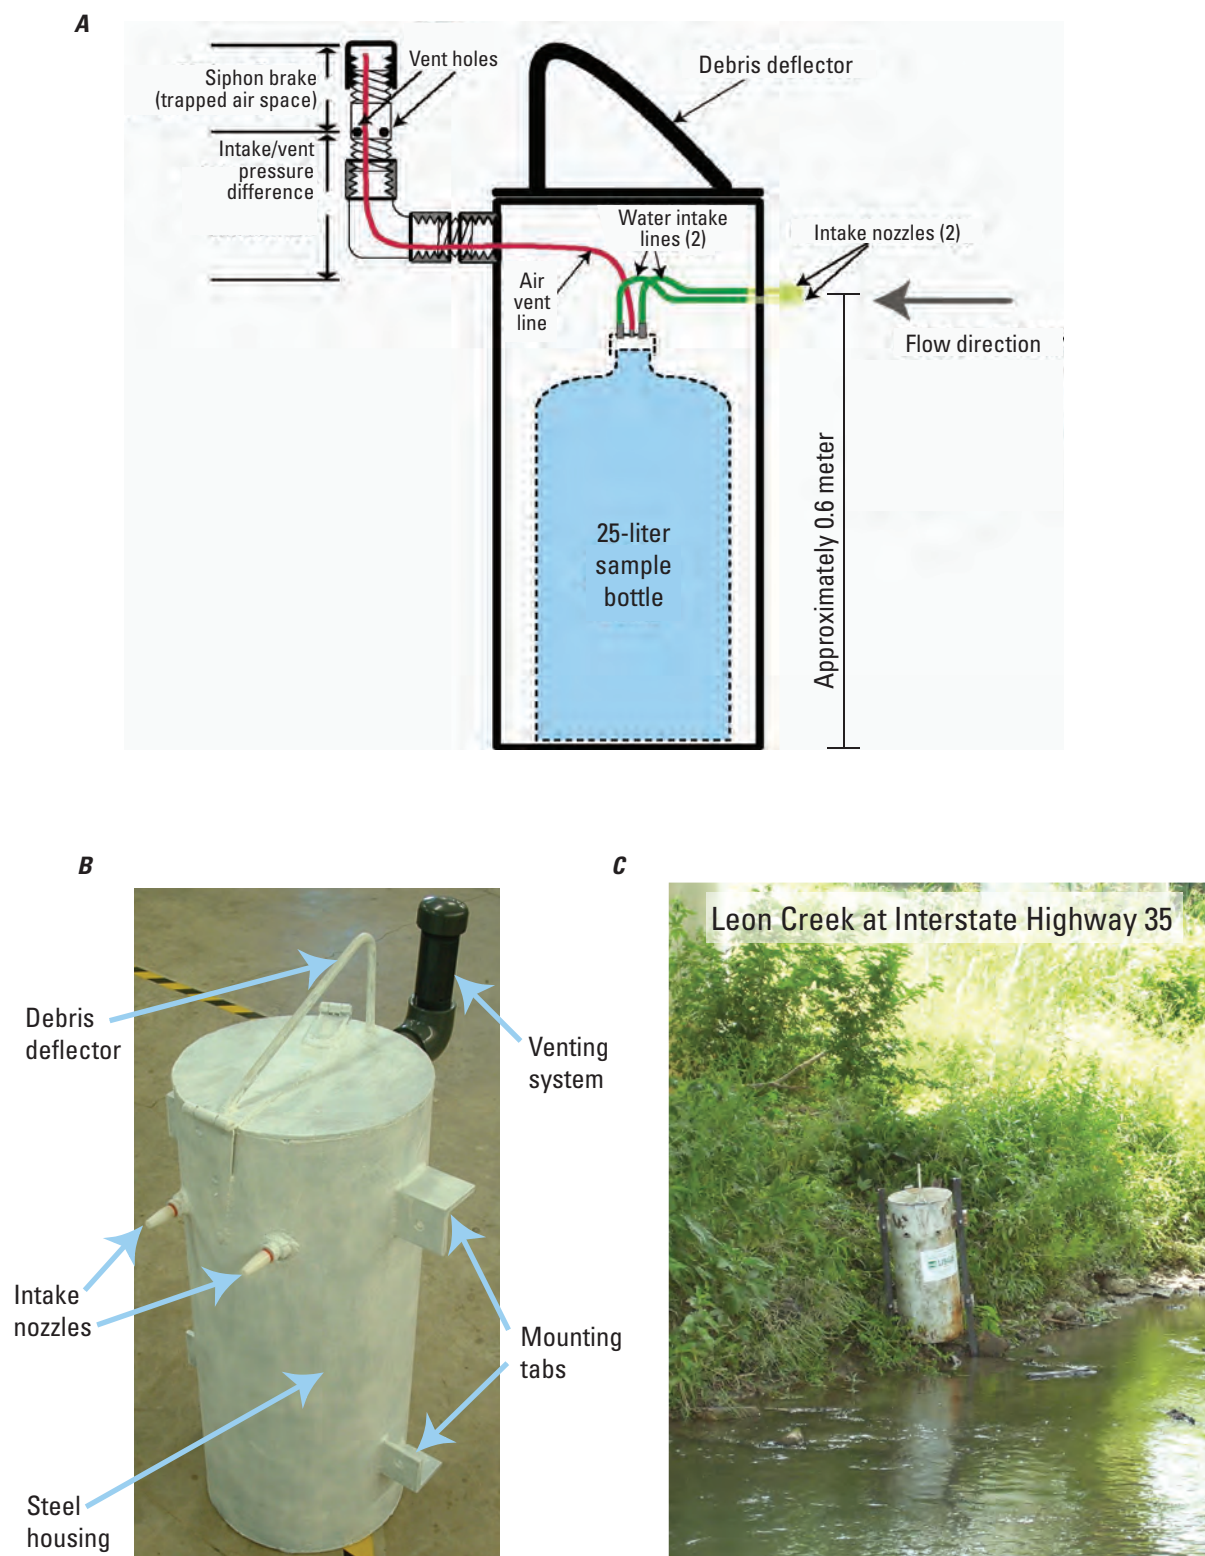 A
Siphon brake
(trapped air space)
Vent holes
Debris deflector
Intake/vent
pressure
difference
Water intake
lines (2)
Intake nozzles (2)
Air
vent
line
Flow direction
25-liter
sample
bottle
Approximately 0.6 meter
B
Debris
deflector
Venting
system
Intake
nozzles
Mounting
tabs
Steel
housing
C
Leon Creek at Interstate Highway 35